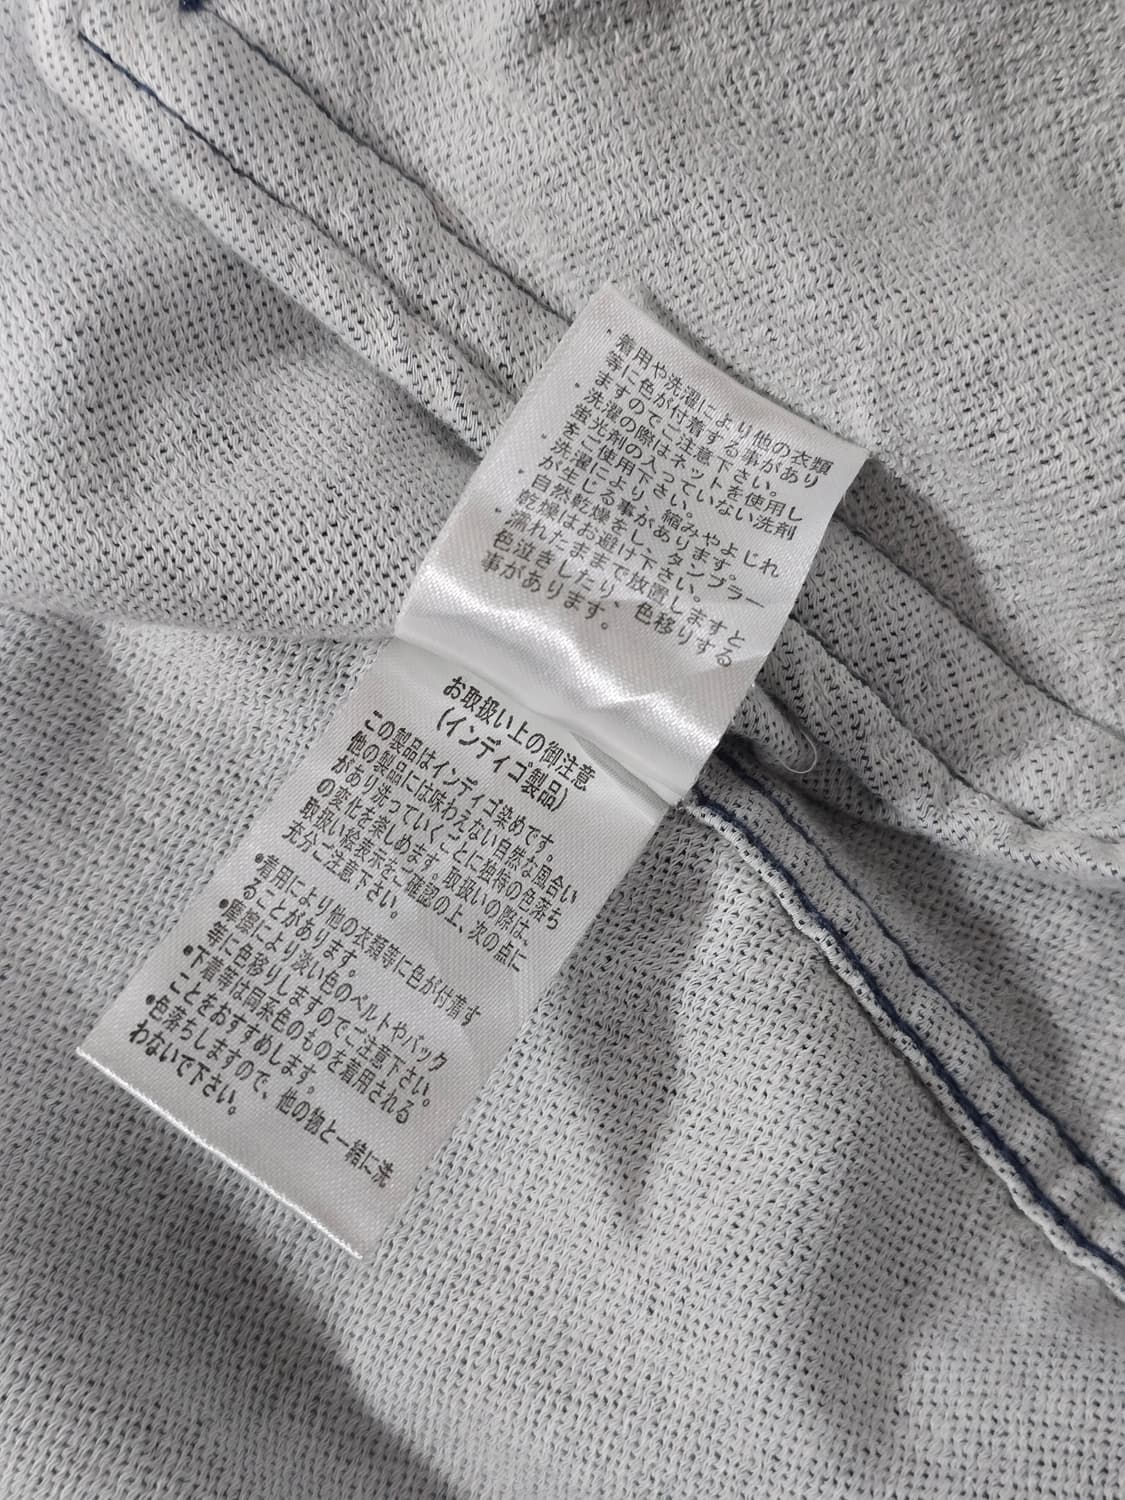 ・着用や洗濯により他の衣類
等に色が付着する事があり
ますのでご注意下さい。
・洗濯の際はネットを使用し
蛍光剤の入っていない洗剤
をご使用下さい。
・洗濯により、縮みやよじれ
が生じる事があります。
・自然乾燥をし、タンブラー
乾燥はお避け下さい。
・濡れたままで放置しますと
色泣きしたり、色移りする
事があります。
お取扱い上の御注意
(インディゴ製品)
この製品はインディゴ染めです。
他の製品には味わえない自然な風合い
があり洗っていくごとに独特の色落ち
の変化を楽しめます。取扱いの際は、
取扱い絵表示をご確認の上、次の点に
充分ご注意下さい。
●着用により他の衣類等に色が付着す
ることがあります。
●摩擦により淡い色のベルトやバック
等に色移りしますのでご注意下さい。
●下着等は同系色のものを着用される
ことをおすすめします。
●色落ちしますので、他の物と一緒に洗
わないで下さい。